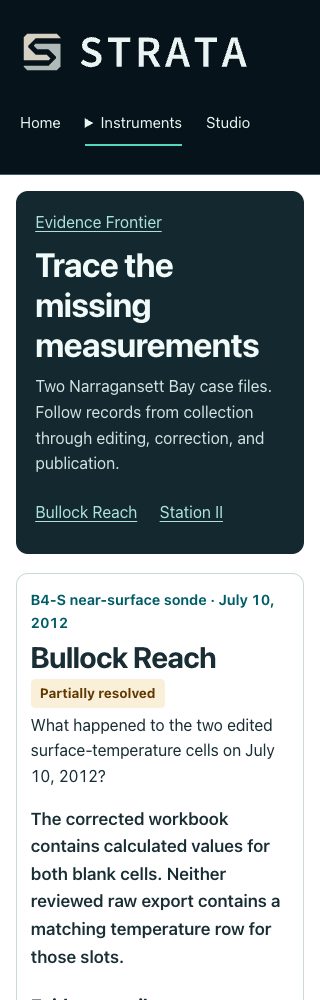 STRATA
Home
Instruments
Studio
Evidence Frontier
Trace the
missing
measurements
Two Narragansett Bay case files.
Follow records from collection
through editing, correction, and
publication.
Bullock Reach
Station II
B4-S near-surface sonde · July 10,
2012
Bullock Reach
Partially resolved
What happened to the two edited
surface-temperature cells on July
10, 2012?
The corrected workbook
contains calculated values for
both blank cells. Neither
reviewed raw export contains a
matching temperature row for
those slots.